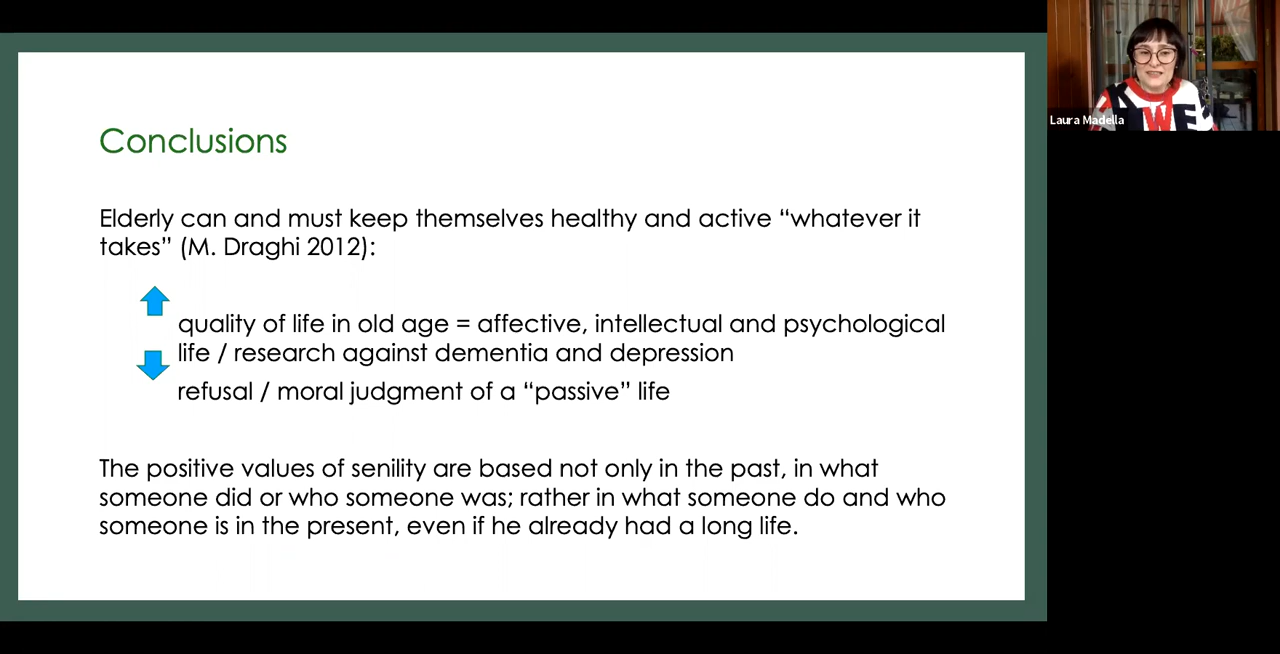 Conclusions
Elderly can and must keep themselves healthy and active “whatever it
takes” (M. Draghi 2012):
quality of life in old age = affective, intellectual and psychological
life / research against dementia and depression
refusal / moral judgment of a “passive” life
The positive values of senility are based not only in the past, in what
someone did or who someone was; rather in what someone do and who
someone is in the present, even if he already had a long life.
Laura Madella